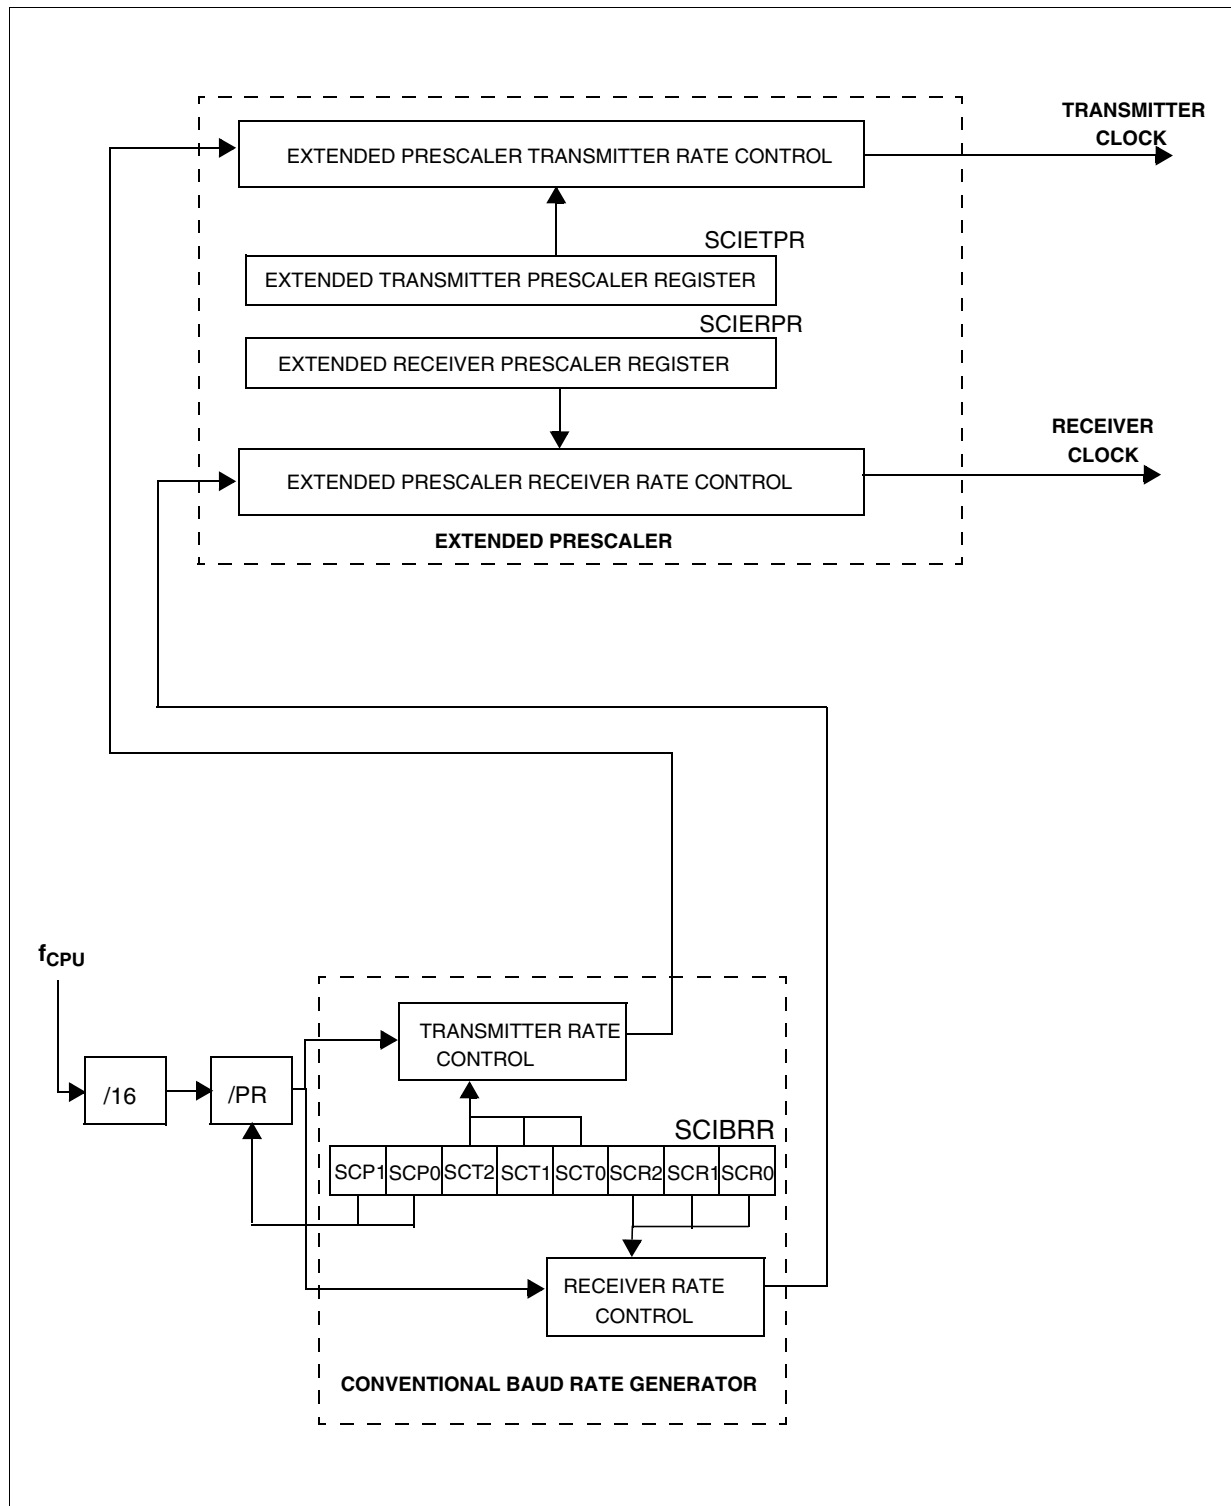 TRANSMITTER
CLOCK
EXTENDED PRESCALER TRANSMITTER RATE CONTROL
SCIETPR
EXTENDED TRANSMITTER PRESCALER REGISTER
SCIERPR
EXTENDED RECEIVER PRESCALER REGISTER
RECEIVER
CLOCK
EXTENDED PRESCALER RECEIVER RATE CONTROL
EXTENDED PRESCALER
fCPU
TRANSMITTER RATE
CONTROL
/16
/PR
SCIBRR
SCP1 SCP0 SCT2 SCT1 SCT0 SCR2 SCR1 SCR0
RECEIVER RATE
CONTROL
CONVENTIONAL BAUD RATE GENERATOR